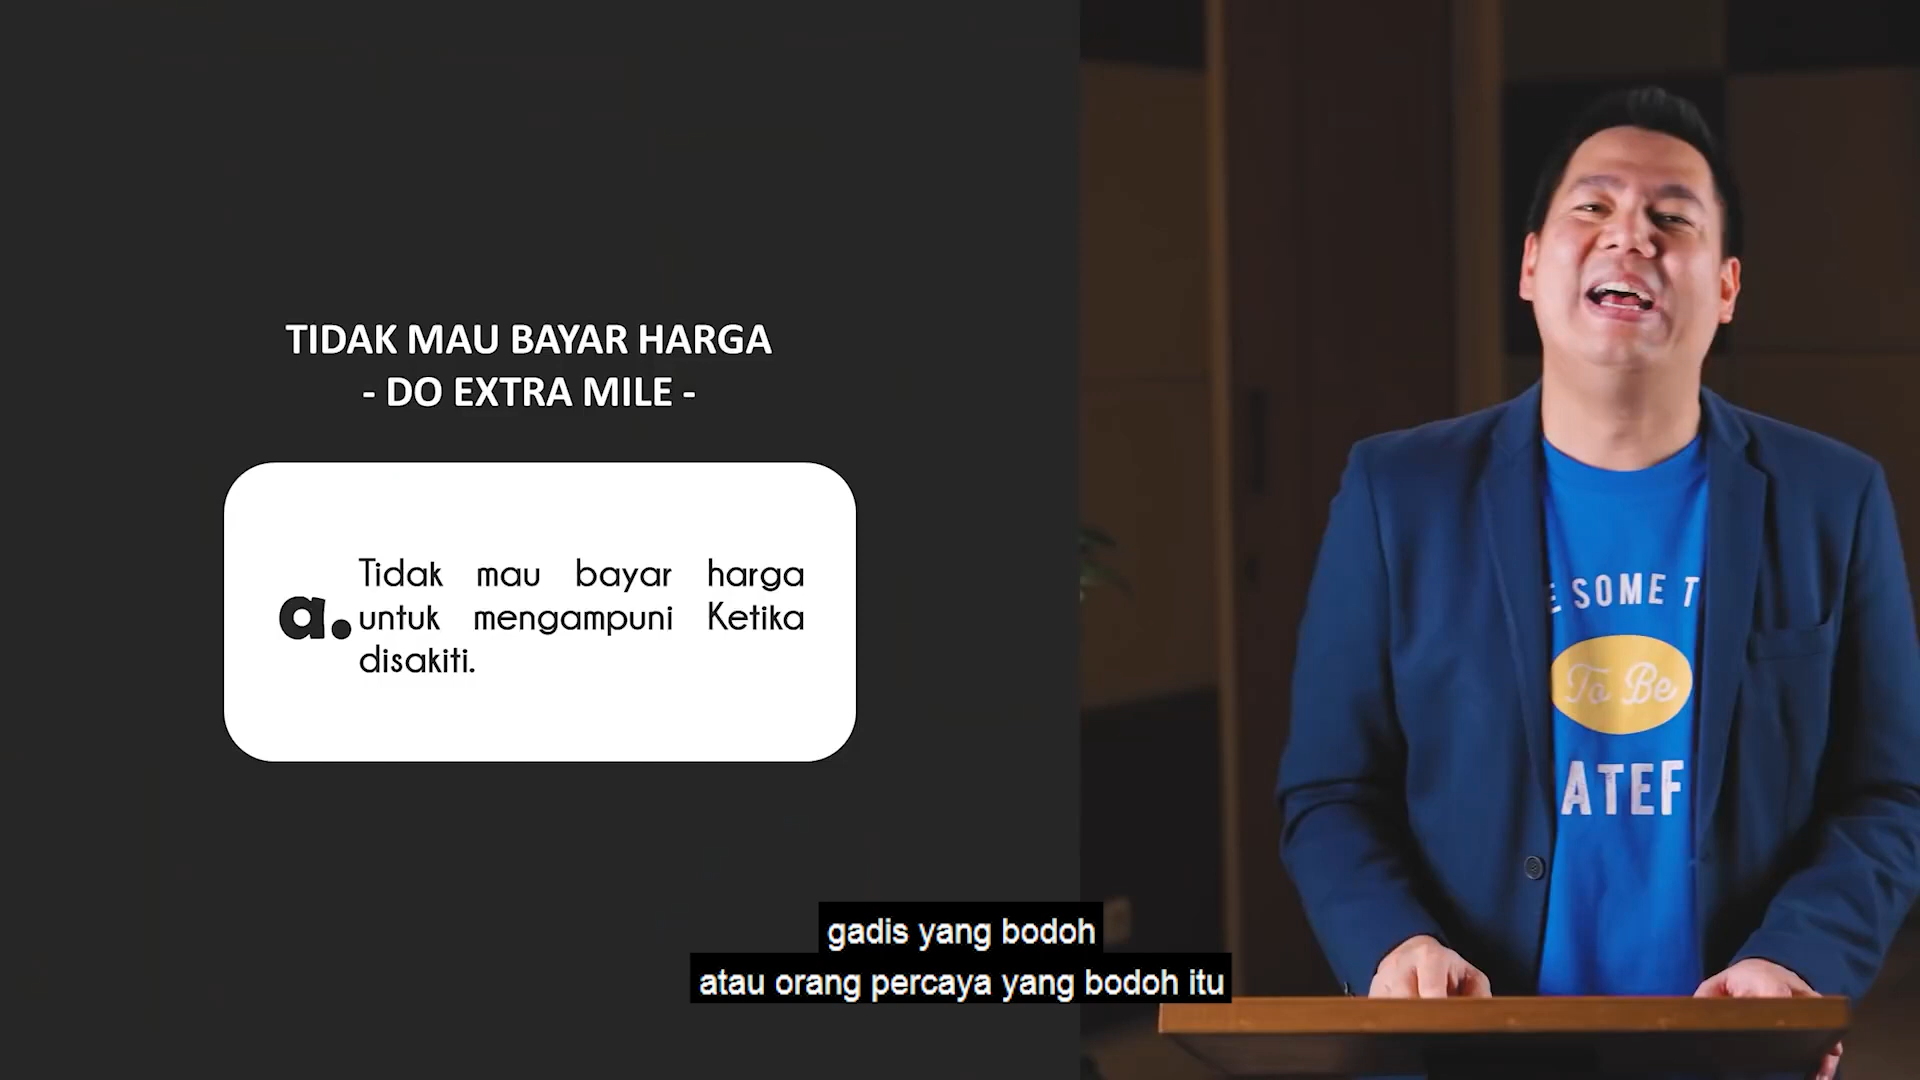 TIDAK MAU BAYAR HARGA
- DO EXTRA MILE -
a.
Tidak mau bayar harga
untuk mengampuni Ketika
disakiti.
E SOME T
To Be
ATEF
gadis yang bodoh
atau orang percaya yang bodoh itu